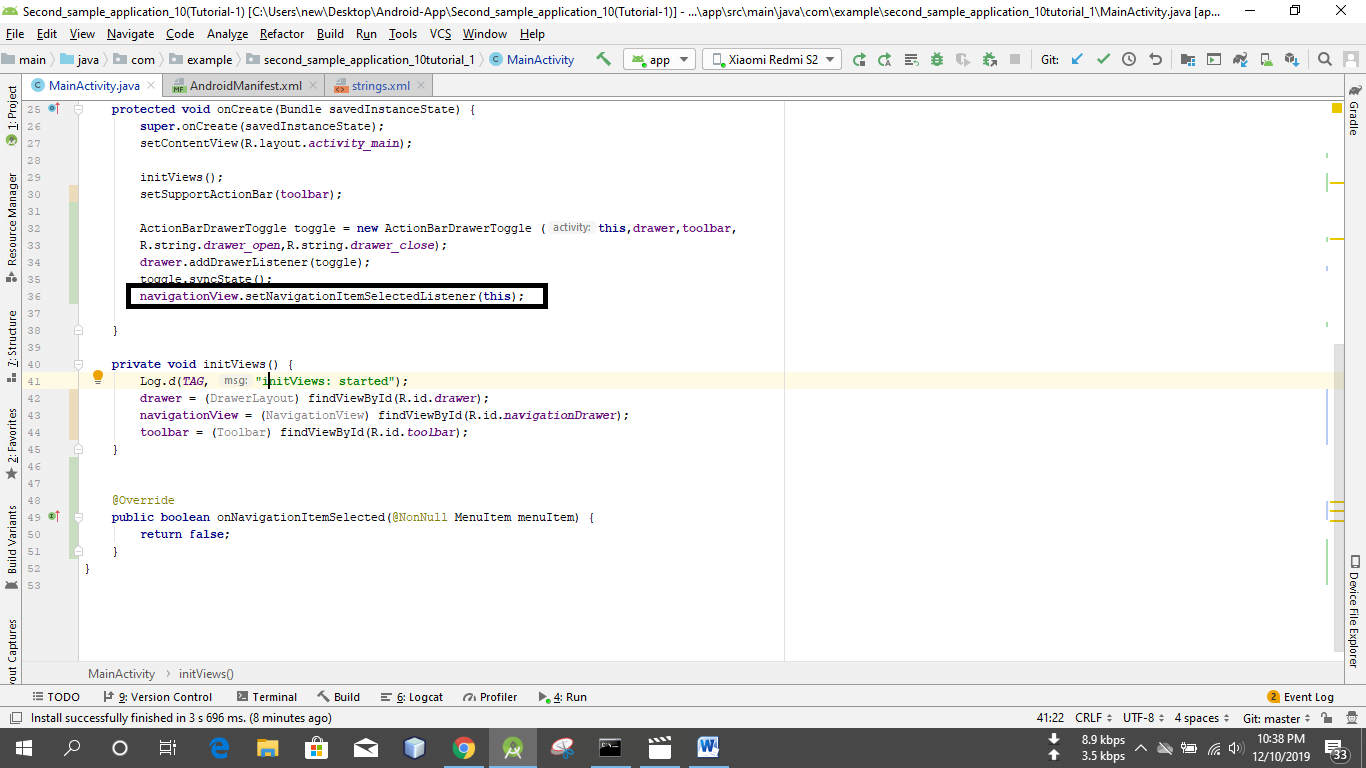 Second_sample_application_10(Tutorial-1) [C:\Users\new\Desktop\Android-App\Second_sample_application_10(Tutorial-1)] - ...\app\src\main\java\com\example\second_sample_application_10tutorial_1\MainActivity.java [ap...
File Edit View Navigate Code Analyze Refactor Build Run Tools VCS Window Help
main java com example second_sample_application_10tutorial_1 MainActivity app Xiaomi Redmi S2 Git:
MainActivity.java AndroidManifest.xml strings.xml
25 protected void onCreate(Bundle savedInstanceState) {
26 super.onCreate(savedInstanceState);
27 setContentView(R.layout.activity_main);
28
29 initViews();
30 setSupportActionBar(toolbar);
31
32 ActionBarDrawerToggle toggle = new ActionBarDrawerToggle ( activity: this,drawer,toolbar,
33 R.string.drawer_open,R.string.drawer_close);
34 drawer.addDrawerListener(toggle);
35 toggle.syncState();
36 navigationView.setNavigationItemSelectedListener(this);
37
38 }
39
40 private void initViews() {
41 Log.d(TAG, msg: "initViews: started");
42 drawer = (DrawerLayout) findViewById(R.id.drawer);
43 navigationView = (NavigationView) findViewById(R.id.navigationDrawer);
44 toolbar = (Toolbar) findViewById(R.id.toolbar);
45 }
46
47
48 @Override
49 public boolean onNavigationItemSelected(@NonNull MenuItem menuItem) {
50 return false;
51 }
52 }
53
1: Project
Resource Manager
7: Structure
2: Favorites
Build Variants
out Captures
Gradle
Device File Explorer
MainActivity initViews()
TODO 9: Version Control Terminal Build 6: Logcat Profiler 4: Run 2 Event Log
Install successfully finished in 3 s 696 ms. (8 minutes ago) 41:22 CRLF UTF-8 4 spaces Git: master
8.9 kbps
3.5 kbps
10:38 PM
12/10/2019
33